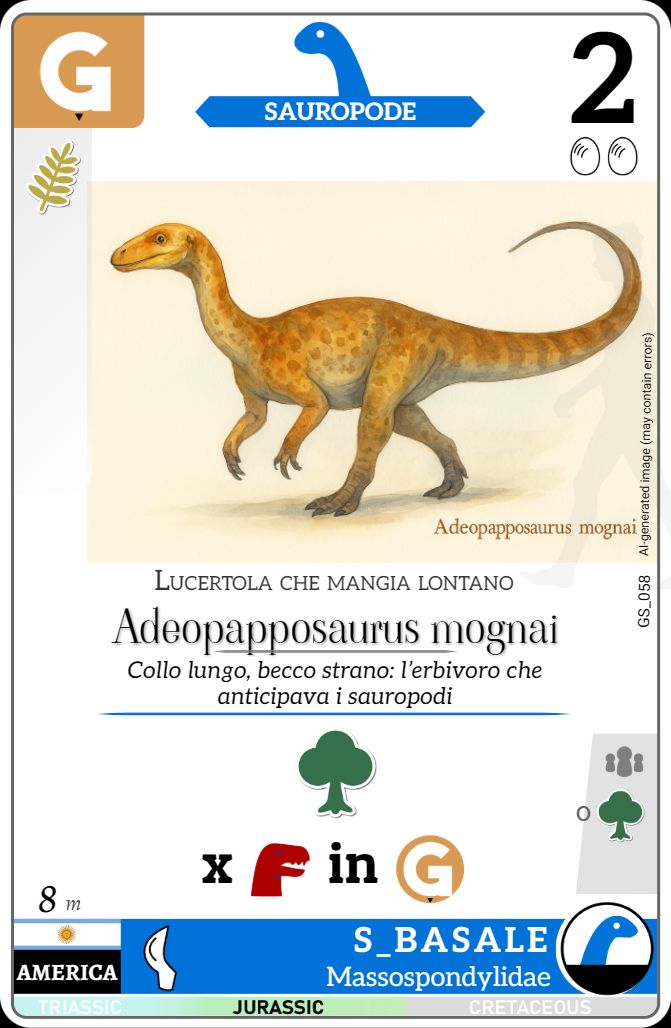 G
SAUROPODE
2
Adeopapposaurus mognai
AI-generated image (may contain errors)
GS_058
LUCERTOLA CHE MANGIA LONTANO
Adeopapposaurus mognai
Collo lungo, becco strano: l'erbivoro che
anticipava i sauropodi
o
x in G
8 m
S_BASALE
AMERICA
Massospondylidae
TRIASSIC JURASSIC CRETACEOUS